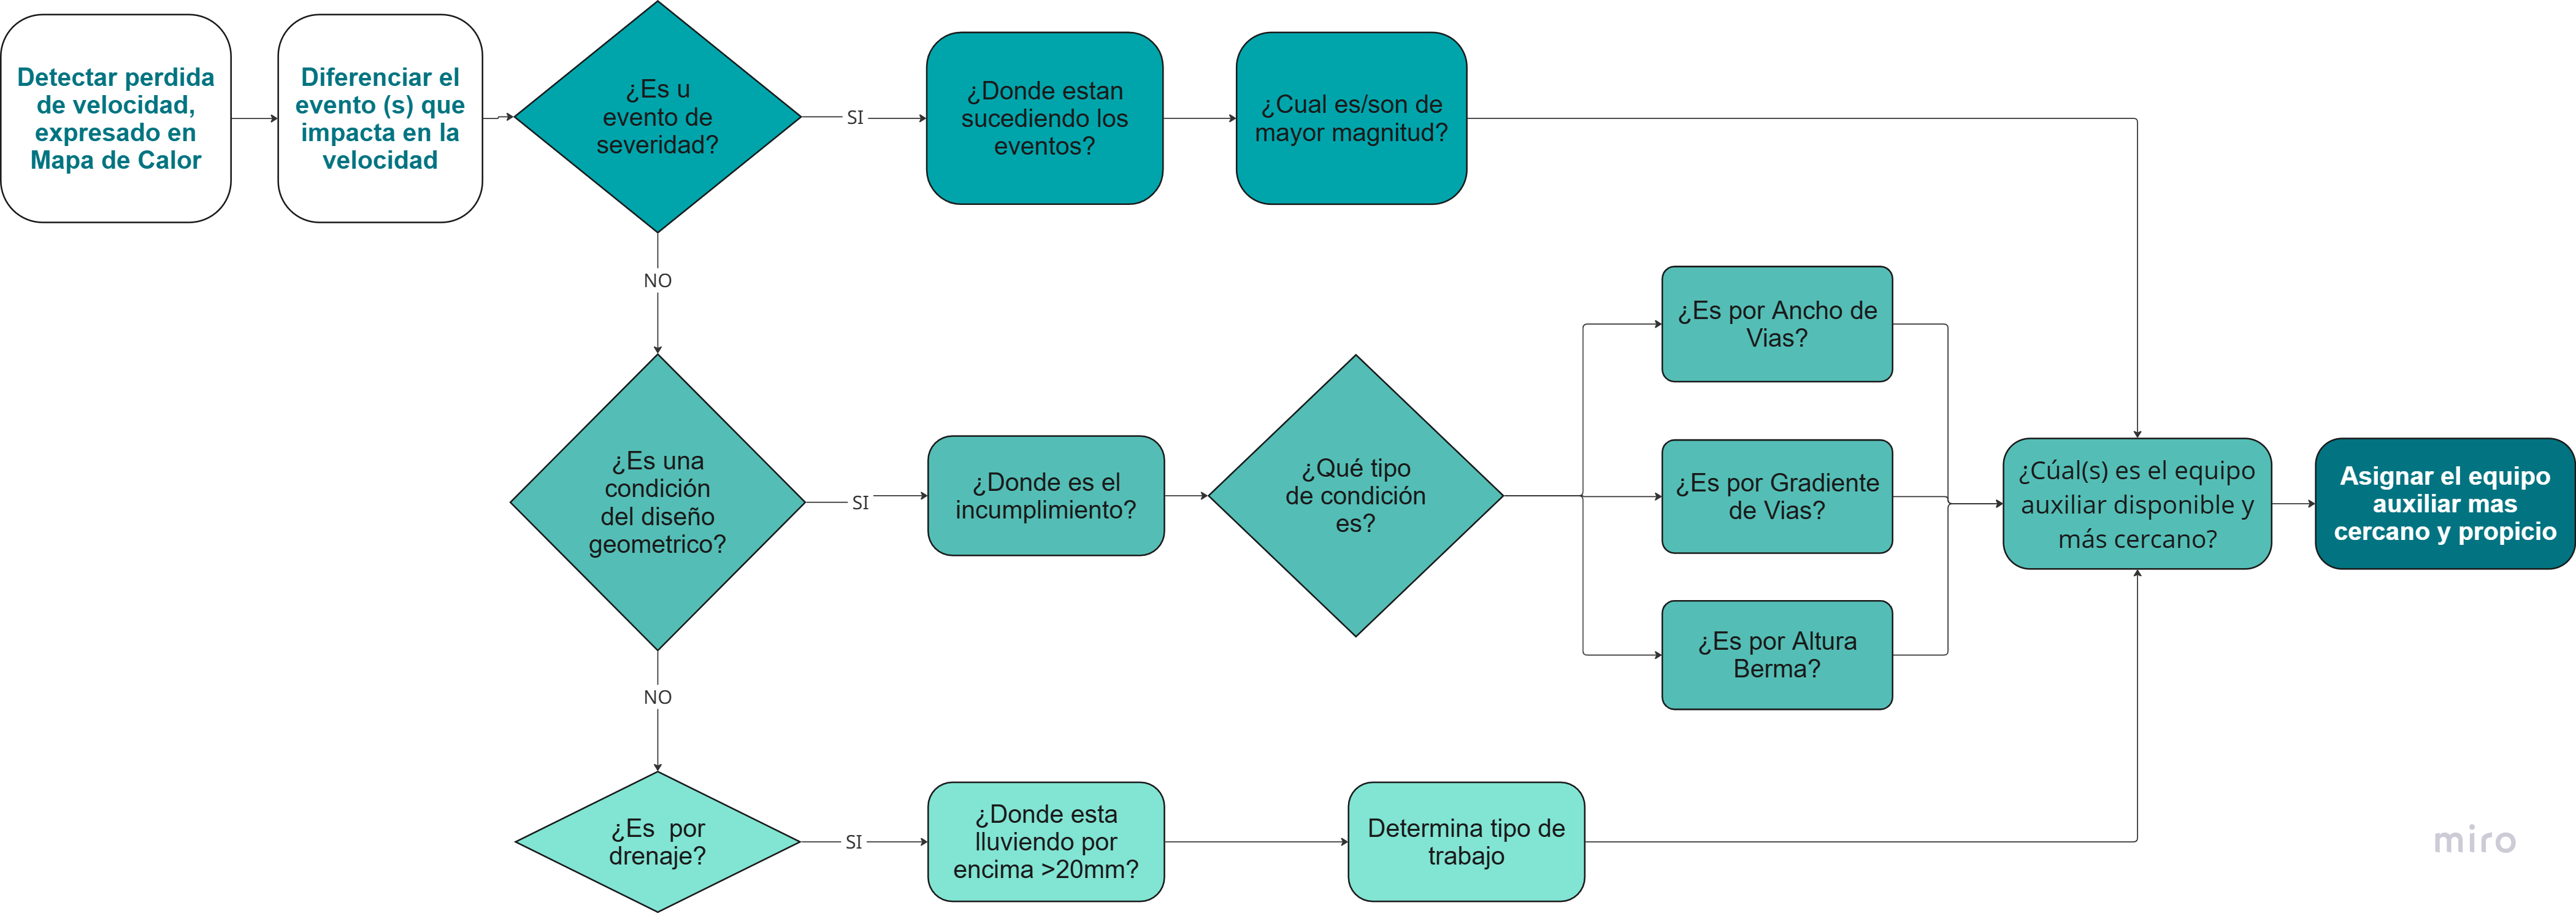 Detectar perdida
de velocidad,
expresado en
Mapa de Calor
Diferenciar el
evento (s) que
impacta en la
velocidad
¿Es u
evento de
severidad?
SI
¿Donde estan
sucediendo los
eventos?
¿Cual es/son de
mayor magnitud?
NO
¿Es una
condición
del diseño
geometrico?
SI
¿Donde es el
incumplimiento?
¿Qué tipo
de condición
es?
¿Es por Ancho de
Vias?
¿Es por Gradiente
de Vias?
¿Es por Altura
Berma?
¿Cúal(s) es el equipo
auxiliar disponible y
más cercano?
Asignar el equipo
auxiliar mas
cercano y propicio
NO
¿Es  por
drenaje?
SI
¿Donde esta
lluviendo por
encima >20mm?
Determina tipo de
trabajo
miro